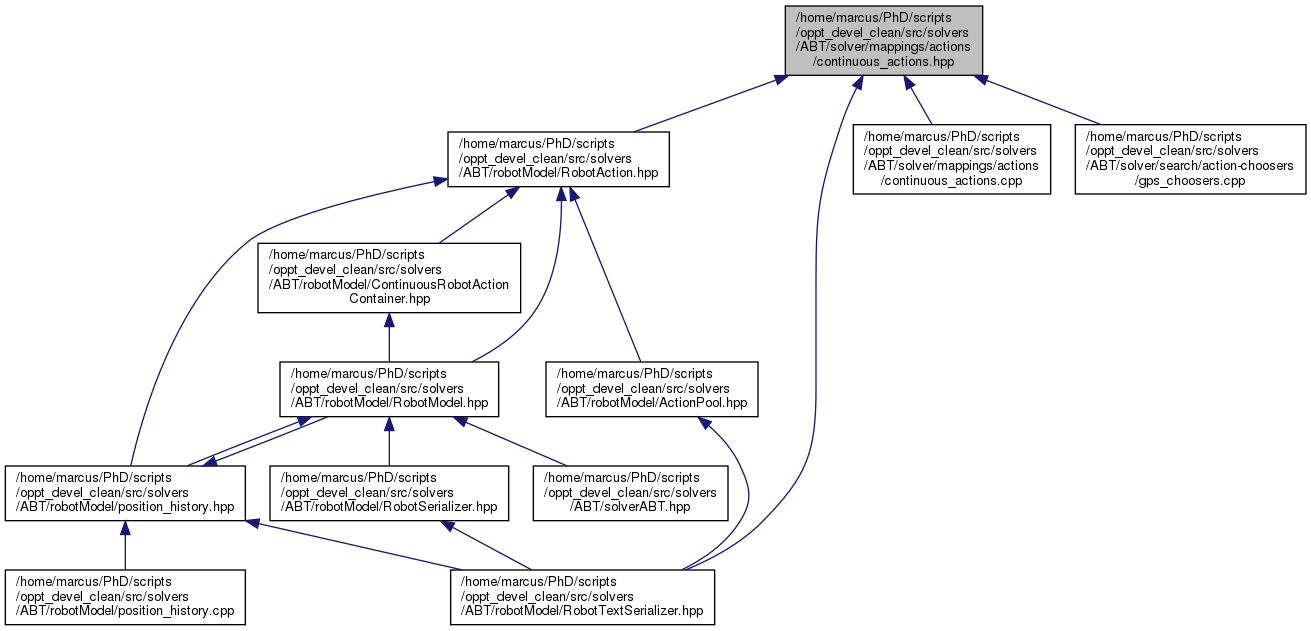 /home/marcus/PhD/scripts
/oppt_devel_clean/src/solvers
/ABT/solver/mappings/actions
/continuous_actions.hpp
/home/marcus/PhD/scripts
/oppt_devel_clean/src/solvers
/ABT/robotModel/RobotAction.hpp
/home/marcus/PhD/scripts
/oppt_devel_clean/src/solvers
/ABT/solver/mappings/actions
/continuous_actions.cpp
/home/marcus/PhD/scripts
/oppt_devel_clean/src/solvers
/ABT/solver/search/action-choosers
/gps_choosers.cpp
/home/marcus/PhD/scripts
/oppt_devel_clean/src/solvers
/ABT/robotModel/ContinuousRobotAction
Container.hpp
/home/marcus/PhD/scripts
/oppt_devel_clean/src/solvers
/ABT/robotModel/RobotModel.hpp
/home/marcus/PhD/scripts
/oppt_devel_clean/src/solvers
/ABT/robotModel/ActionPool.hpp
/home/marcus/PhD/scripts
/oppt_devel_clean/src/solvers
/ABT/robotModel/position_history.hpp
/home/marcus/PhD/scripts
/oppt_devel_clean/src/solvers
/ABT/robotModel/RobotSerializer.hpp
/home/marcus/PhD/scripts
/oppt_devel_clean/src/solvers
/ABT/solverABT.hpp
/home/marcus/PhD/scripts
/oppt_devel_clean/src/solvers
/ABT/robotModel/position_history.cpp
/home/marcus/PhD/scripts
/oppt_devel_clean/src/solvers
/ABT/robotModel/RobotTextSerializer.hpp